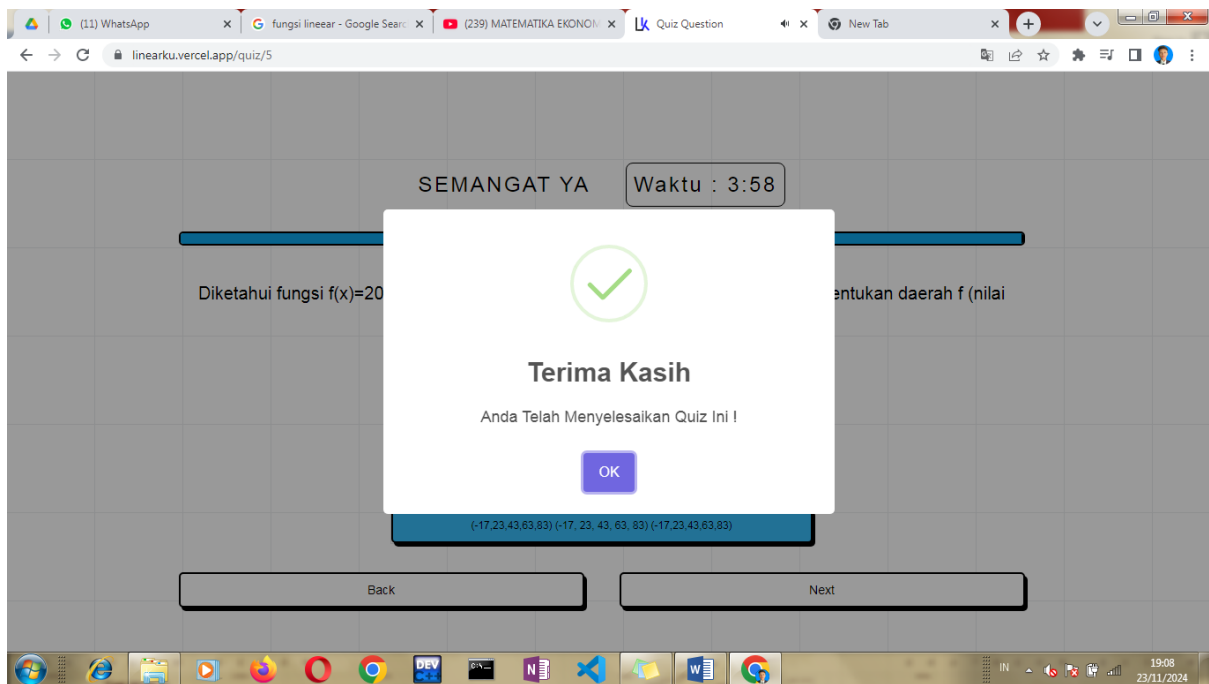 (11) WhatsApp
fungsi lineear - Google Searc
(239) MATEMATIKA EKONOM
Quiz Question
New Tab
linearku.vercel.app/quiz/5
SEMANGAT YA
Waktu : 3:58
Diketahui fungsi f(x)=20
entukan daerah f (nilai
Terima Kasih
Anda Telah Menyelesaikan Quiz Ini !
OK
(-17,23,43,63,83) (-17, 23, 43, 63, 83) (-17,23,43,63,83)
Back
Next
DEV
C++
IN
19:08
23/11/2024